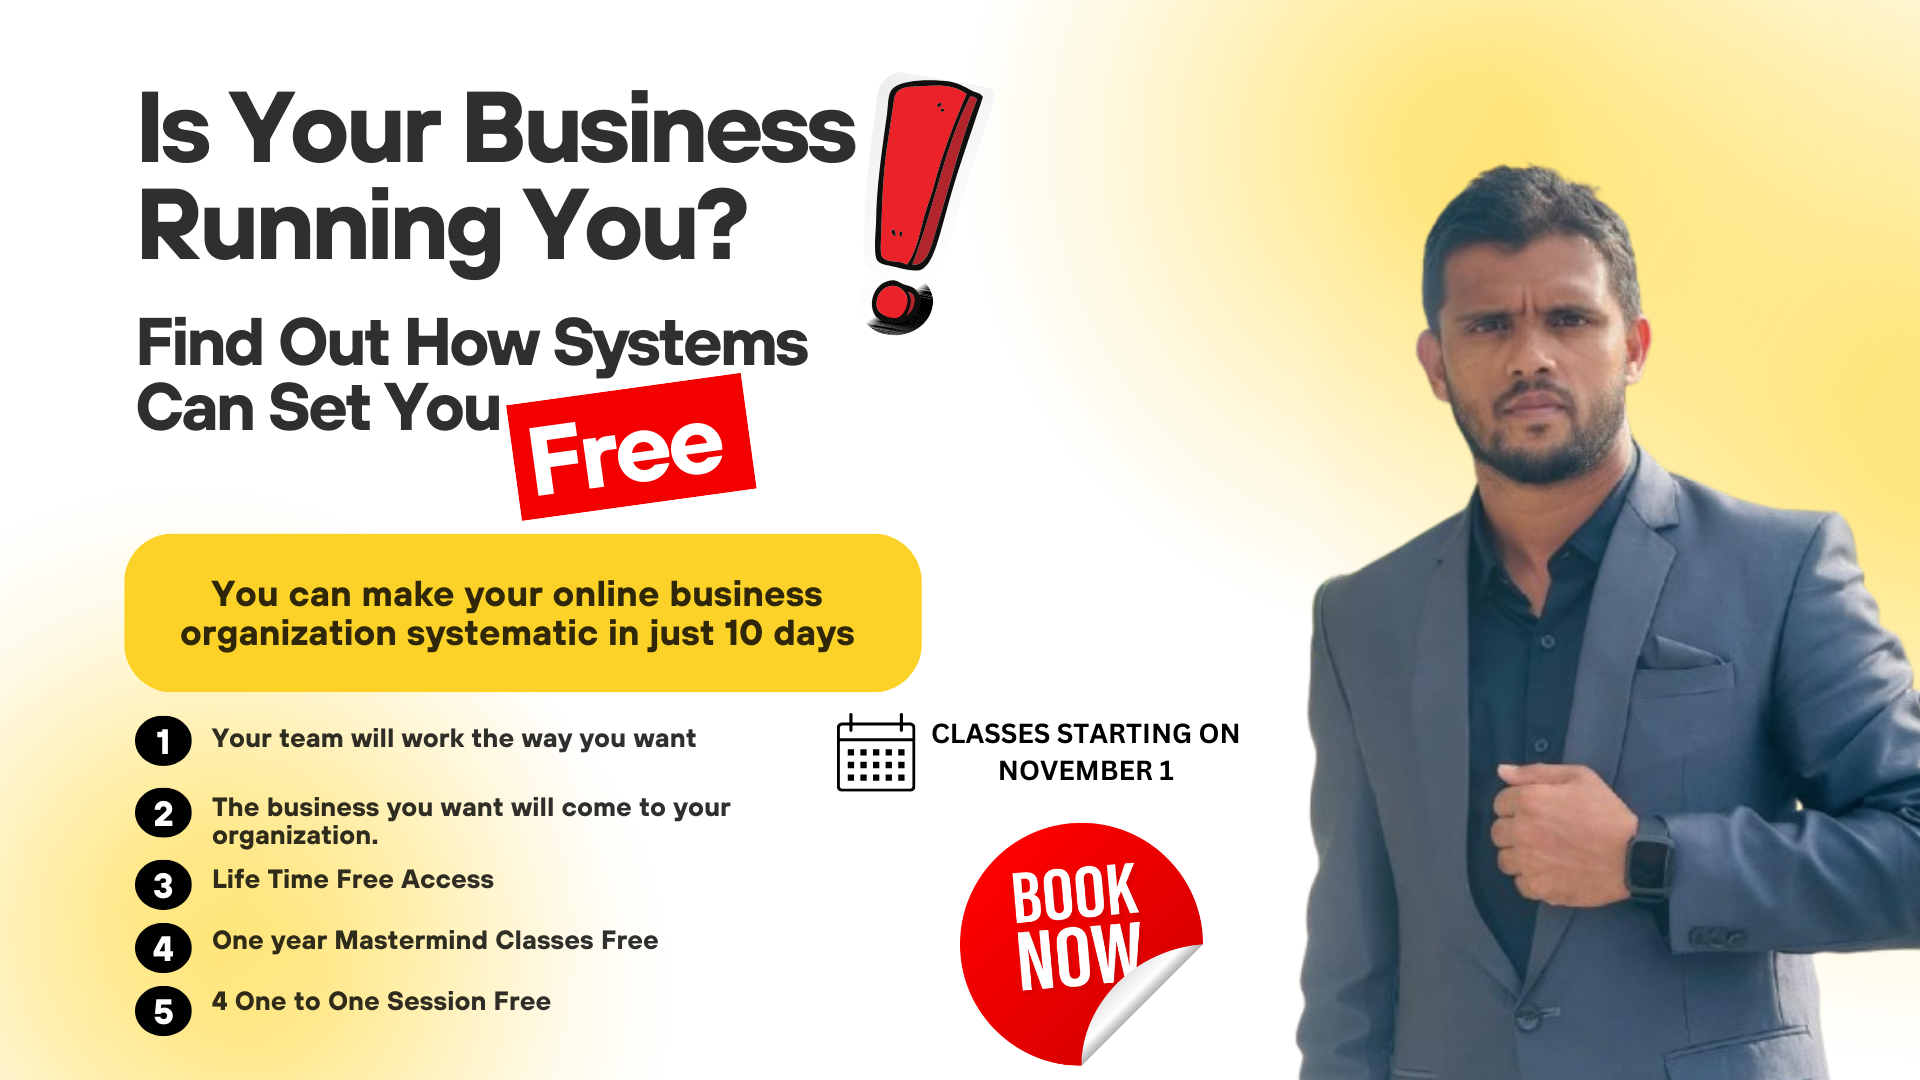 Is Your Business
Running You?
Find Out How Systems
Can Set You
Free
You can make your online business
organization systematic in just 10 days
1 Your team will work the way you want
2 The business you want will come to your
organization.
3 Life Time Free Access
4 One year Mastermind Classes Free
5 4 One to One Session Free
CLASSES STARTING ON
NOVEMBER 1
BOOK
NOW